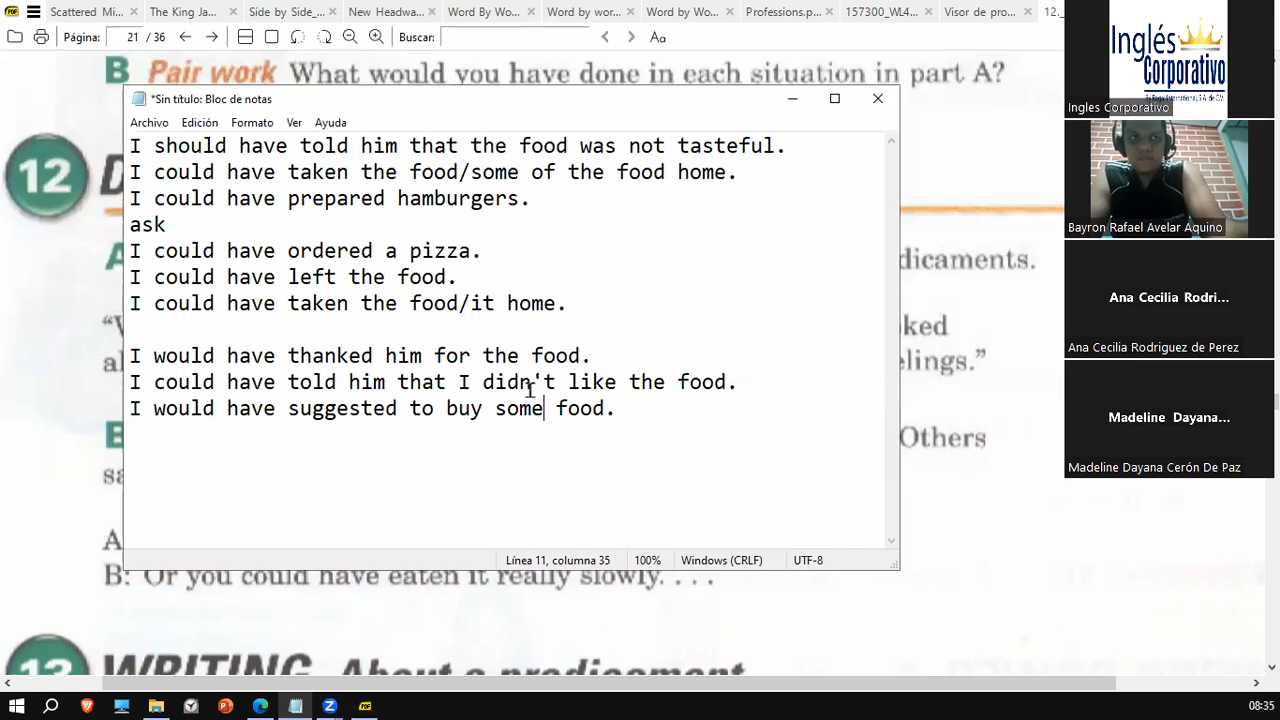 Scattered Mi...
The King Ja...
Side by Side_...
New Headwa...
Word By Wo...
Word by wor...
Word by Wo...
Professions.p...
157300_WL4...
Visor de pro...
12._
Página:
21 / 36
Buscar:
Aa
B Pair work What would you have done in each situation in part A?
*Sin título: Bloc de notas
Archivo Edición Formato Ver Ayuda
I should have told him that the food was not tasteful.
I could have taken the food/some of the food home.
I could have prepared hamburgers.
ask
I could have ordered a pizza.
I could have left the food.
I could have taken the food/it home.
I would have thanked him for the food.
I could have told him that I didn't like the food.
I would have suggested to buy some food.
Línea 11, columna 35
100%
Windows (CRLF)
UTF-8
12
dicaments.
ked
elings."
Others
A
B: Or you could have eaten it really slowly. . . .
13 WRITING About a predicament
Inglés
Corporativo
Ingles Corporativo
Bayron Rafael Avelar Aquino
Ana Cecilia Rodri...
Ana Cecilia Rodriguez de Perez
Madeline Dayana...
Madeline Dayana Cerón De Paz
08:35